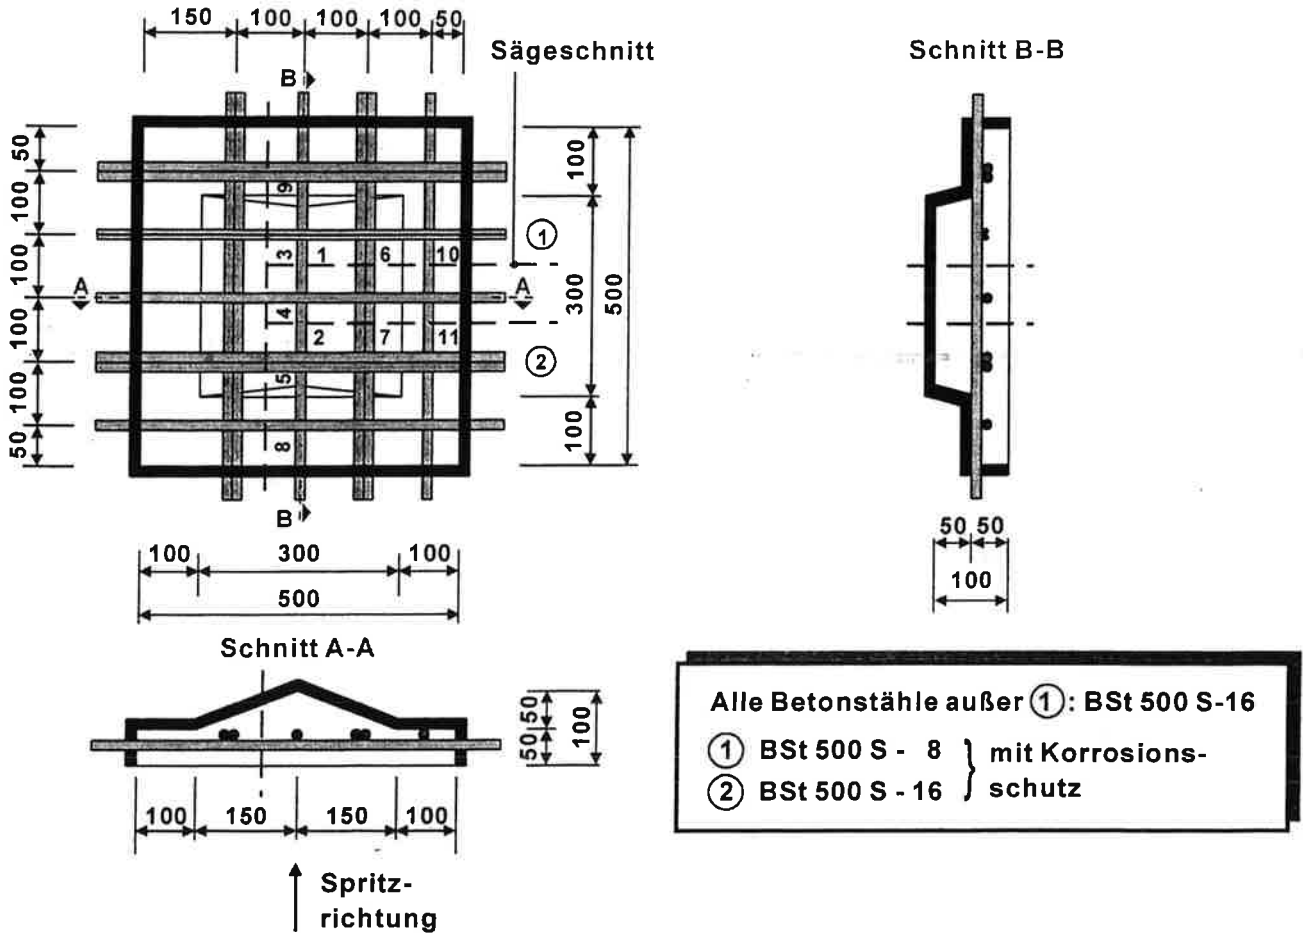 150 100 100 100 50
Sägeschnitt
Schnitt B-B
B
50
100
100
100
100
50
9
3 1 6 10
4 2 7 11
5
8
1
2
A A
B
100
300
500
100
100 300 100
500
50 50
100
Schnitt A-A
50
50
100
100 150 150 100
Spritz-
richtung
Alle Betonstähle außer 1: BSt 500 S-16
1 BSt 500 S - 8 } mit Korrosions-
2 BSt 500 S - 16 schutz